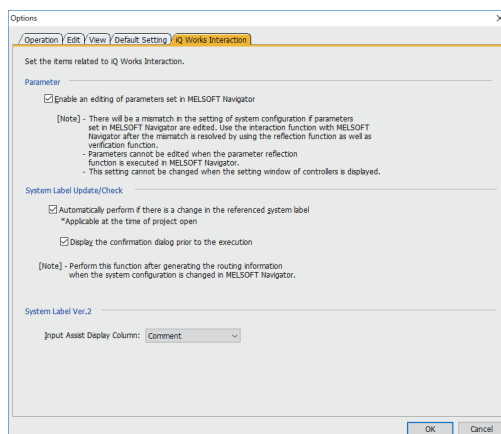 Options
Operation Edit View Default Setting iQ Works Interaction
Set the items related to iQ Works Interaction.
Parameter
Enable an editing of parameters set in MELSOFT Navigator
[Note] - There will be a mismatch in the setting of system configuration if parameters
set in MELSOFT Navigator are edited. Use the interaction function with MELSOFT
Navigator after the mismatch is resolved by using the reflection function as well as
verification function.
- Parameters cannot be edited when the parameter reflection
function is executed in MELSOFT Navigator.
- This setting cannot be changed when the setting window of controllers is displayed.
System Label Update/Check
Automatically perform if there is a change in the referenced system label
*Applicable at the time of project open
Display the confirmation dialog prior to the execution
[Note] - Perform this function after generating the routing information
when the system configuration is changed in MELSOFT Navigator.
System Label Ver.2
Input Assist Display Column: Comment
OK Cancel